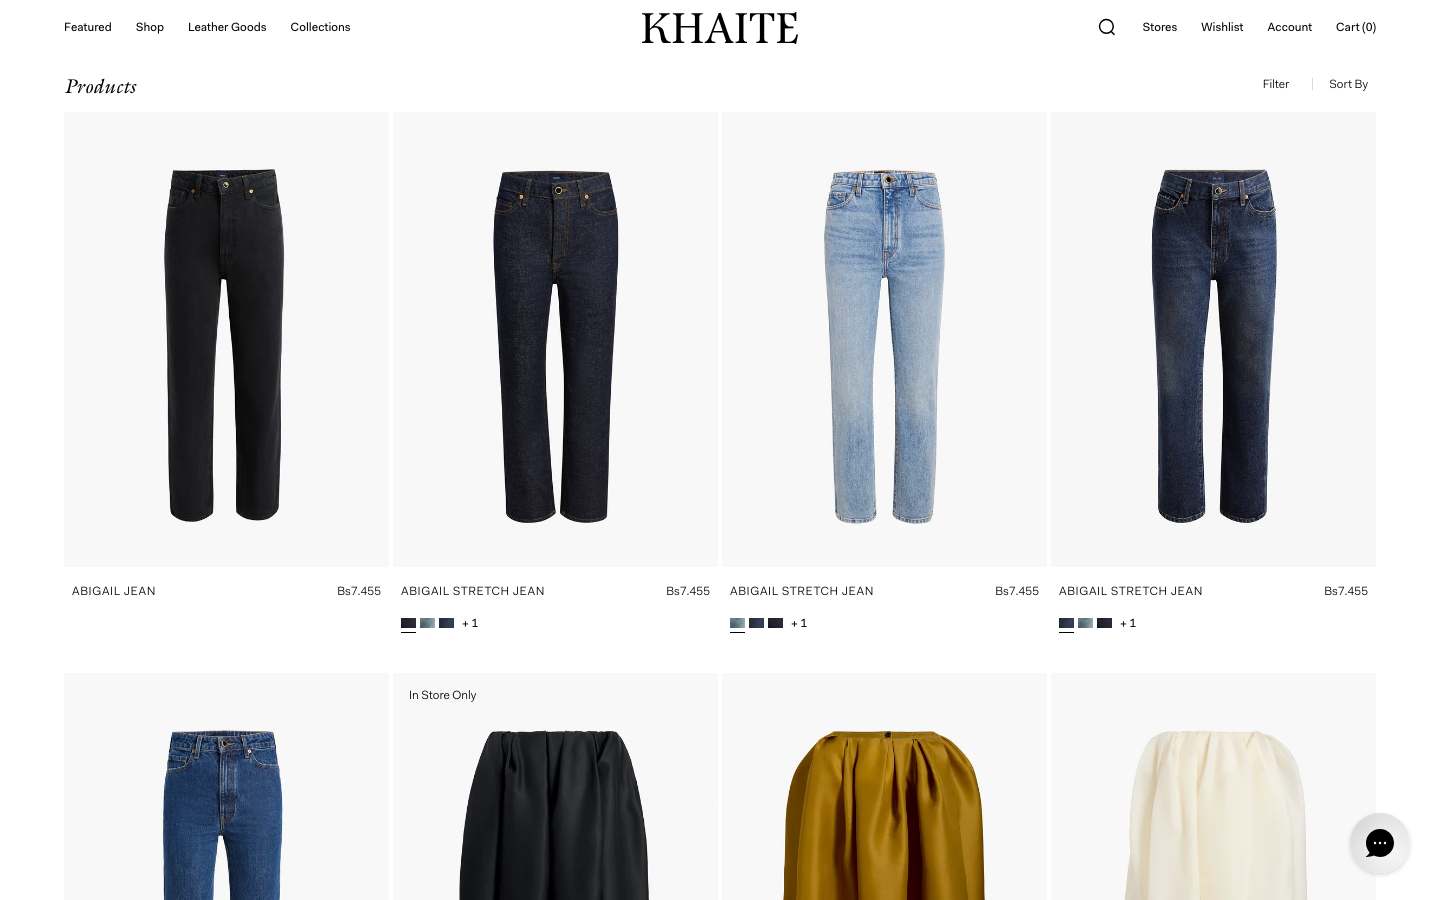 Featured Shop Leather Goods Collections
KHAITE
Stores Wishlist Account Cart (0)
Products
Filter Sort By
ABIGAIL JEAN Bs7.455
ABIGAIL STRETCH JEAN Bs7.455
ABIGAIL STRETCH JEAN Bs7.455
ABIGAIL STRETCH JEAN Bs7.455
+ 1
+ 1
+ 1
In Store Only